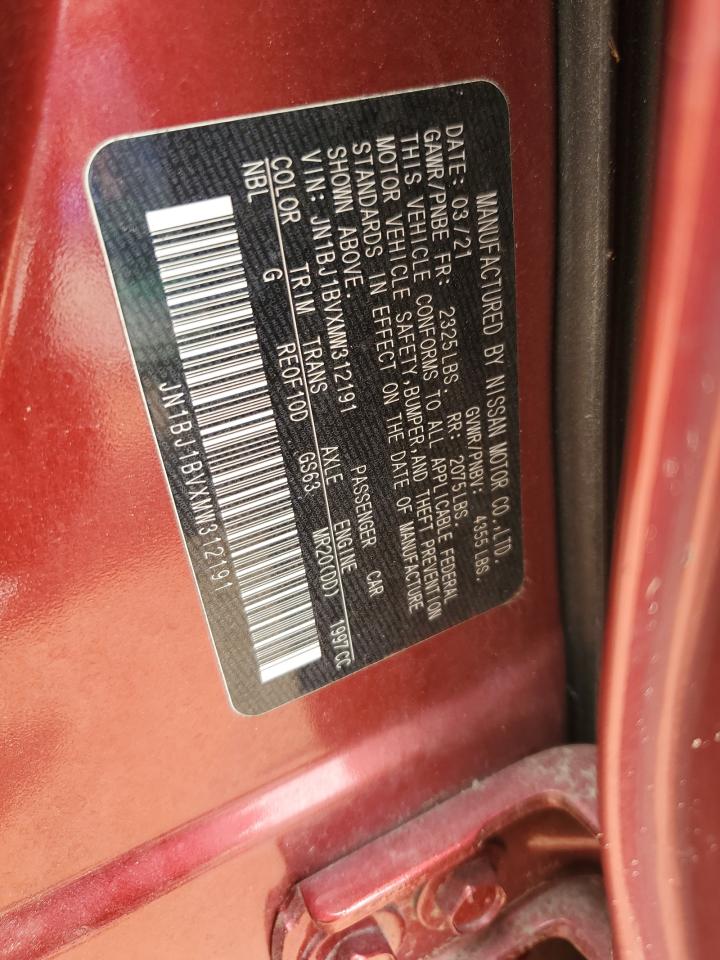 MANUFACTURED BY NISSAN MOTOR CO.,LTD.
DATE: 03/21 GVWR/PNBV: 4355 LBS.
GAWR/PNBE FR: 2325 LBS. RR: 2075 LBS.
THIS VEHICLE CONFORMS TO ALL APPLICABLE FEDERAL
MOTOR VEHICLE SAFETY,BUMPER,AND THEFT PREVENTION
STANDARDS IN EFFECT ON THE DATE OF MANUFACTURE
SHOWN ABOVE.
VIN: JN1BJ1BVXMW312191 PASSENGER CAR
COLOR TRIM TRANS AXLE ENGINE
NBL G RE0F10D GS63 MR20(DD) 1997CC
JN1BJ1BVXMW312191